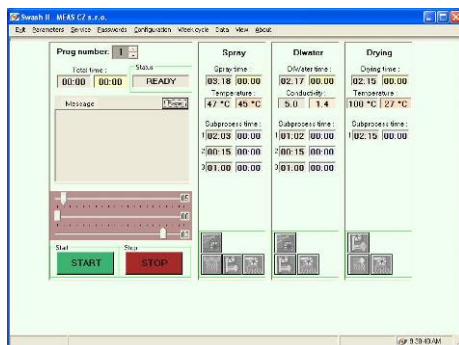 Swash II MEAS CZ s.r.o.
Exit Parameters Service Passwords Configuration Week cycle Data View About
Prog number: 1
Total time : Status
00:00 00:00 READY
Message
START STOP
Start Stop
Spray
Spray time :
03:18 00:00
Temperature :
47 °C 45 °C
Subprocess time :
1 02:03 00:00
2 00:15 00:00
3 01:00 00:00
DIwater
DIWater time :
02:17 00:00
Conductivity :
5.0 1.4
Subprocess time :
1 01:02 00:00
2 00:15 00:00
3 01:00 00:00
Drying
Drying time :
02:15 00:00
Temperature :
100 °C 27 °C
Subprocess time :
1 02:15 00:00